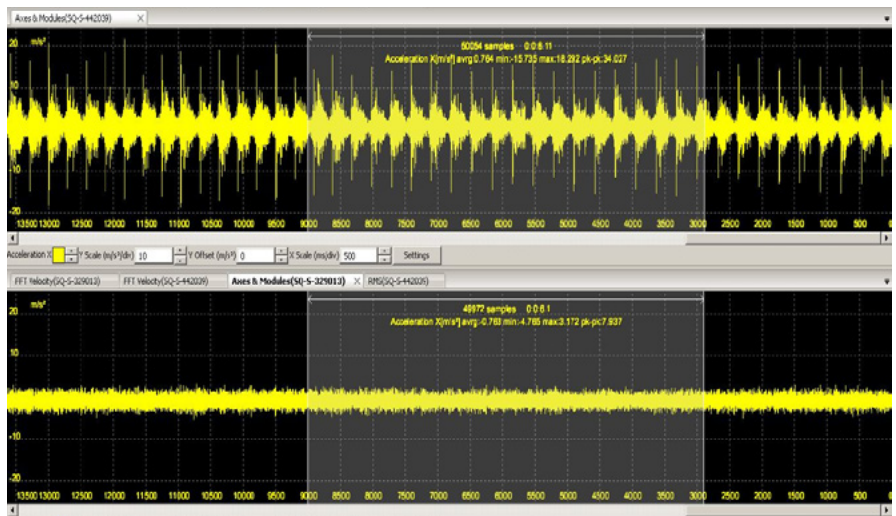 Axes & Modules(SQ-S-442039) X
m/s²
20
50054 samples 0:0:6.11
Acceleration X[m/s²] avrg:0.764 min:-15.735 max:18.292 pk-pk:34.027
10
0
-10
-20
13500 13000 12500 12000 11500 11000 10500 10000 9500 9000 8500 8000 7500 7000 6500 6000 5500 5000 4500 4000 3500 3000 2500 2000 1500 1000 500
Acceleration X Y Scale (m/s²/div) 10 Y Offset (m/s²) 0 X Scale (ms/div) 500 Settings
FFT Velocity(SQ-S-329013) FFT Velocity(SQ-S-442039) Axes & Modules(SQ-S-329013) X RMS(SQ-S-442039)
m/s²
20
49972 samples 0:0:6.1
Acceleration X[m/s²] avrg:-0.763 min:-4.765 max:3.172 pk-pk:7.937
10
0
-10
-20
13500 13000 12500 12000 11500 11000 10500 10000 9500 9000 8500 8000 7500 7000 6500 6000 5500 5000 4500 4000 3500 3000 2500 2000 1500 1000 500